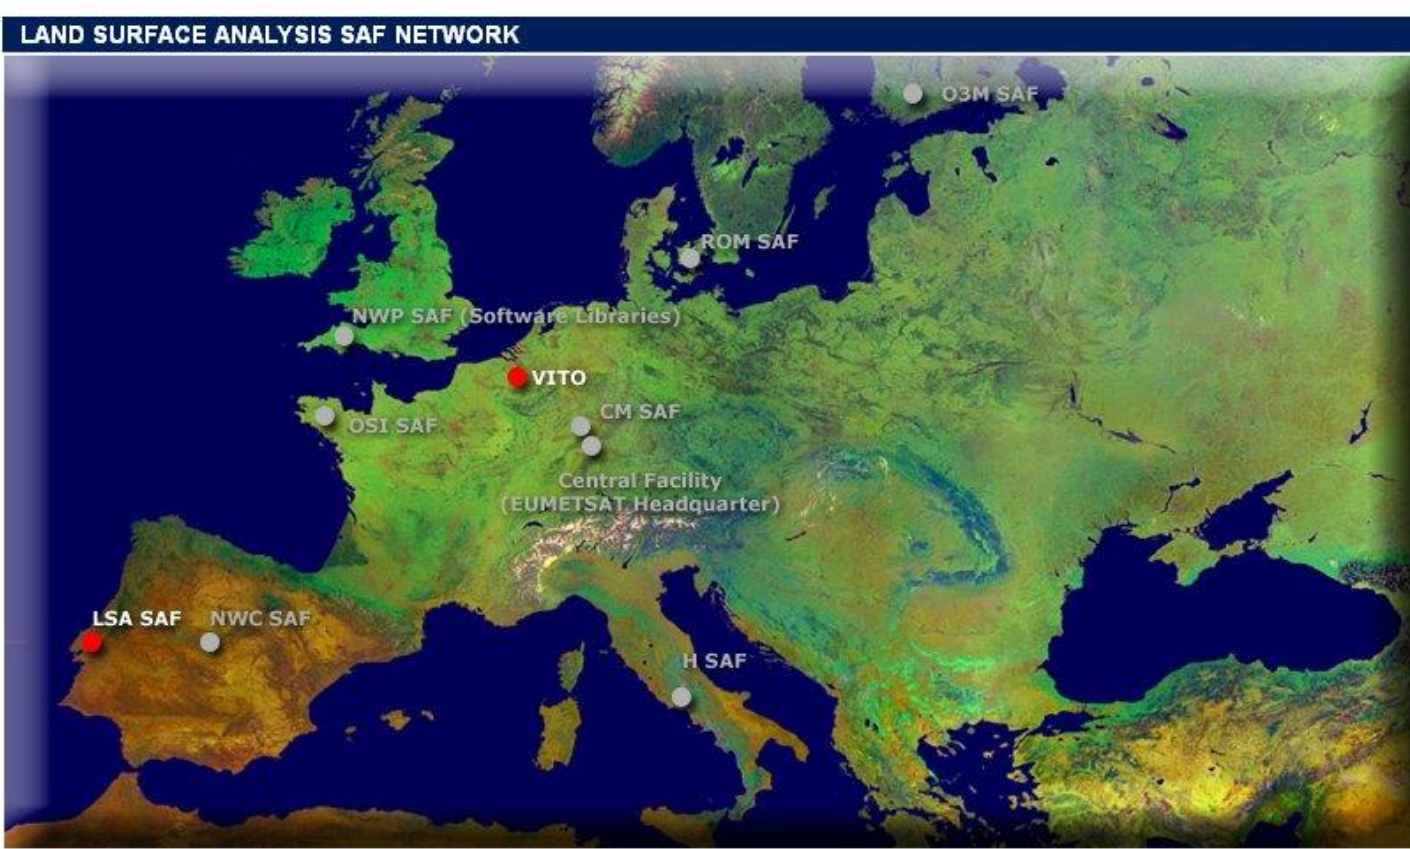 LAND SURFACE ANALYSIS SAF NETWORK
O3M SAF
ROM SAF
NWP SAF (Software Libraries)
VITO
CM SAF
OSI SAF
Central Facility
(EUMETSAT Headquarter)
LSA SAF
NWC SAF
H SAF